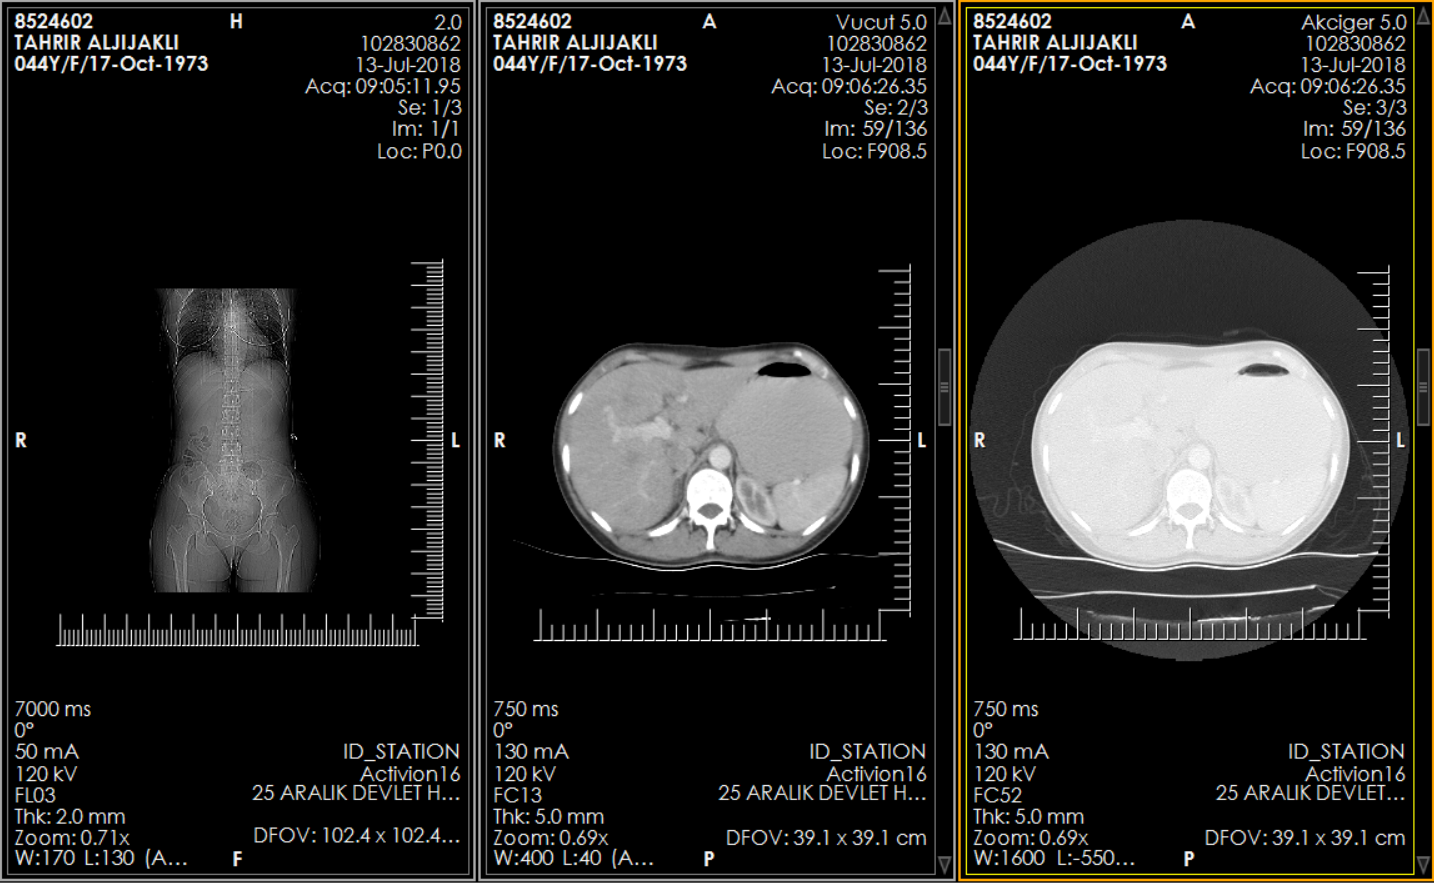 8524602
TAHRIR ALJIJAKLI
044Y/F/17-Oct-1973
H
2.0
102830862
13-Jul-2018
Acq: 09:05:11.95
Se: 1/3
Im: 1/1
Loc: P0.0
R
L
7000 ms
0°
50 mA
120 kV
FL03
Thk: 2.0 mm
Zoom: 0.71x
W:170 L:130 (A...
F
ID_STATION
Activion16
25 ARALIK DEVLET H...
DFOV: 102.4 x 102.4...
8524602
TAHRIR ALJIJAKLI
044Y/F/17-Oct-1973
A
Vucut 5.0
102830862
13-Jul-2018
Acq: 09:06:26.35
Se: 2/3
Im: 59/136
Loc: F908.5
R
L
750 ms
0°
130 mA
120 kV
FC13
Thk: 5.0 mm
Zoom: 0.69x
W:400 L:40 (A...
P
ID_STATION
Activion16
25 ARALIK DEVLET H...
DFOV: 39.1 x 39.1 cm
8524602
TAHRIR ALJIJAKLI
044Y/F/17-Oct-1973
A
Akciger 5.0
102830862
13-Jul-2018
Acq: 09:06:26.35
Se: 3/3
Im: 59/136
Loc: F908.5
R
L
750 ms
0°
130 mA
120 kV
FC52
Thk: 5.0 mm
Zoom: 0.69x
W:1600 L:-550...
P
ID_STATION
Activion16
25 ARALIK DEVLET...
DFOV: 39.1 x 39.1 cm